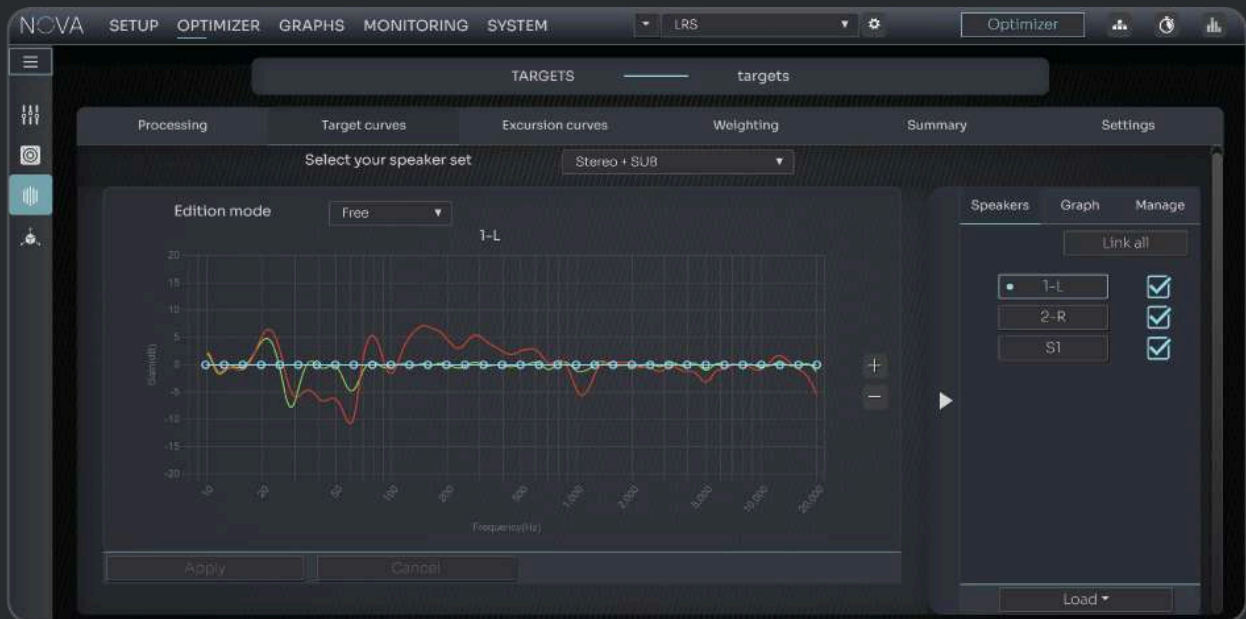 NOVA SETUP OPTIMIZER GRAPHS MONITORING SYSTEM LRS Optimizer
TARGETS targets
Processing Target curves Excursion curves Weighting Summary Settings
Select your speaker set Stereo + SUB
Edition mode Free
Speakers Graph Manage
Link all
1-L
1-L
2-R
S1
20
15
10
5
0
-5
-10
-15
-20
Gain(dB)
10 20 50 100 200 500 1,000 2,000 5,000 10,000 20,000
Frequency(Hz)
+
−
Apply Cancel
Load